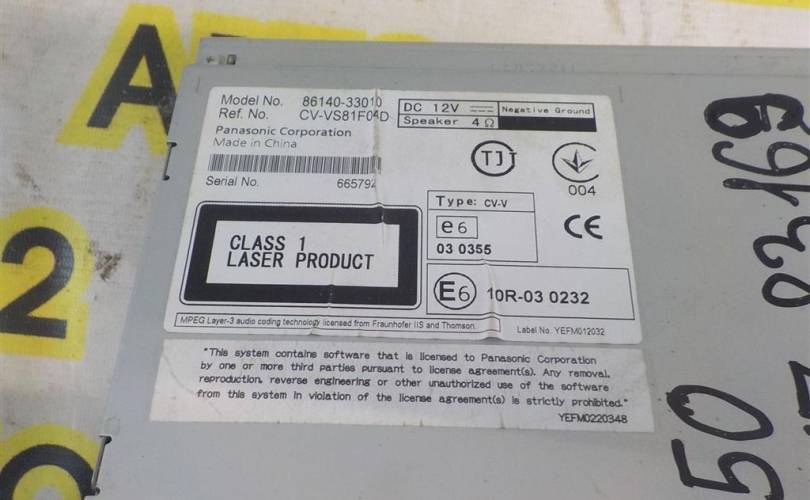 Model No. 86140-33010
Ref. No. CV-VS81F04D
Panasonic Corporation
Made in China
Serial No. 665792
DC 12V
Negative Ground
Speaker 4Ω
004
Type: CV-V
e6
03 0355
CE
CLASS 1
LASER PRODUCT
E6 10R-03 0232
MPEG Layer-3 audio coding technology licensed from Fraunhofer IIS and Thomson.
Label No. YEFM012032
"This system contains software that is licensed to Panasonic Corporation
by one or more third parties pursuant to license agreement(s). Any removal,
reproduction, reverse engineering or other unauthorized use of the software
from this system in violation of the license agreement(s) is strictly prohibited."
YEFM0220348
03169
50
A
2